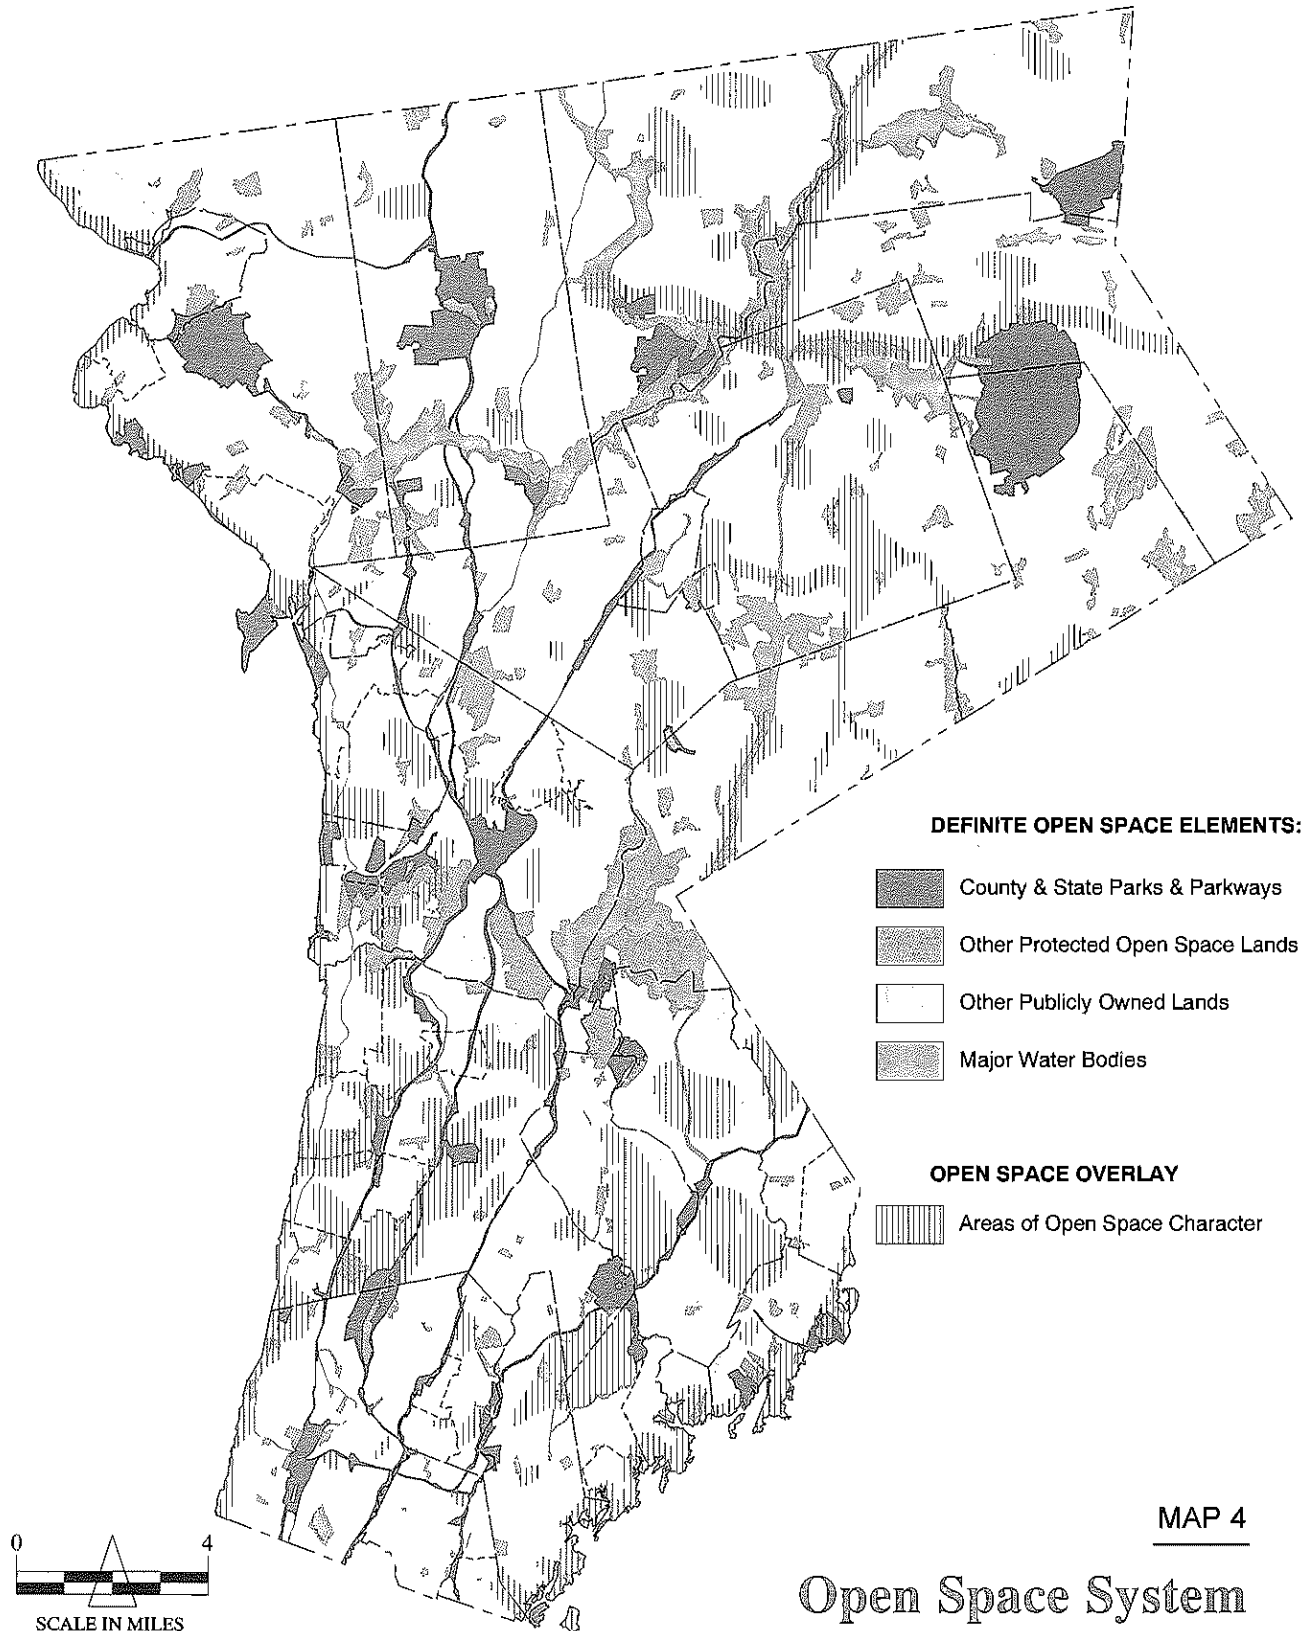 DEFINITE OPEN SPACE ELEMENTS:
County & State Parks & Parkways
Other Protected Open Space Lands
Other Publicly Owned Lands
Major Water Bodies
OPEN SPACE OVERLAY
Areas of Open Space Character
MAP 4
Open Space System
0 4
SCALE IN MILES